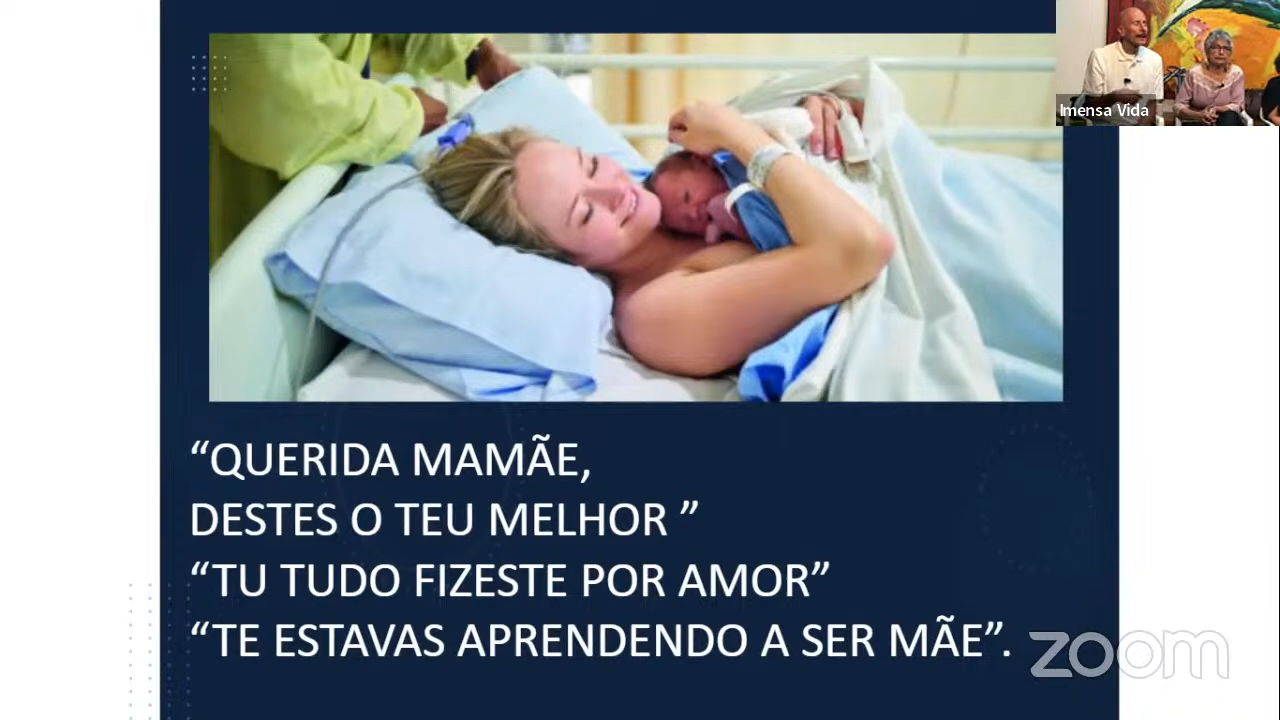 Imensa Vida
“QUERIDA MAMÃE,
DESTES O TEU MELHOR ”
“TU TUDO FIZESTE POR AMOR”
“TE ESTAVAS APRENDENDO A SER MÃE”.
zoom